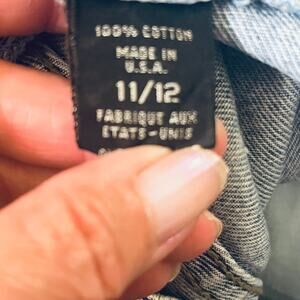 100% COTTON
MADE IN
U.S.A.
11/12
FABRIQUE AUX
ETATS-UNIS